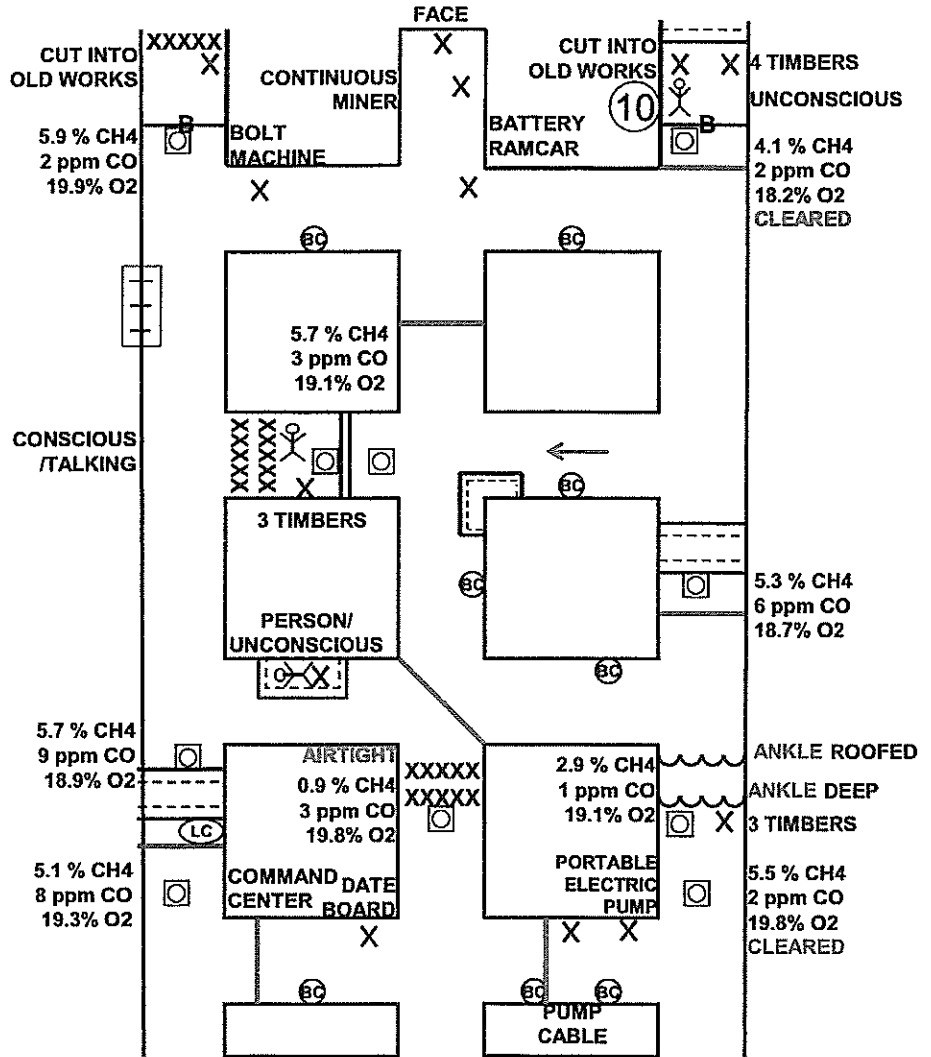 FACE
XXXXX
CUT INTO
OLD WORKS
X
CONTINUOUS
MINER
X
X
CUT INTO
OLD WORKS
10
X X
4 TIMBERS
UNCONSCIOUS
B
5.9 % CH4
2 ppm CO
19.9% O2
BOLT
MACHINE
X
X
BATTERY
RAMCAR
B
4.1 % CH4
2 ppm CO
18.2% O2
CLEARED
BC
BC
5.7 % CH4
3 ppm CO
19.1% O2
CONSCIOUS
/TALKING
XXXXX
XXXXX
X
BC
3 TIMBERS
BC
5.3 % CH4
6 ppm CO
18.7% O2
PERSON/
UNCONSCIOUS
X
BC
5.7 % CH4
9 ppm CO
18.9% O2
AIRTIGHT
0.9 % CH4
3 ppm CO
19.8% O2
XXXXX
XXXXX
2.9 % CH4
1 ppm CO
19.1% O2
ANKLE ROOFED
ANKLE DEEP
X 3 TIMBERS
LC
5.1 % CH4
8 ppm CO
19.3% O2
COMMAND
CENTER
DATE
BOARD
X
PORTABLE
ELECTRIC
PUMP
X X
5.5 % CH4
2 ppm CO
19.8% O2
CLEARED
BC
BC
BC
PUMP
CABLE